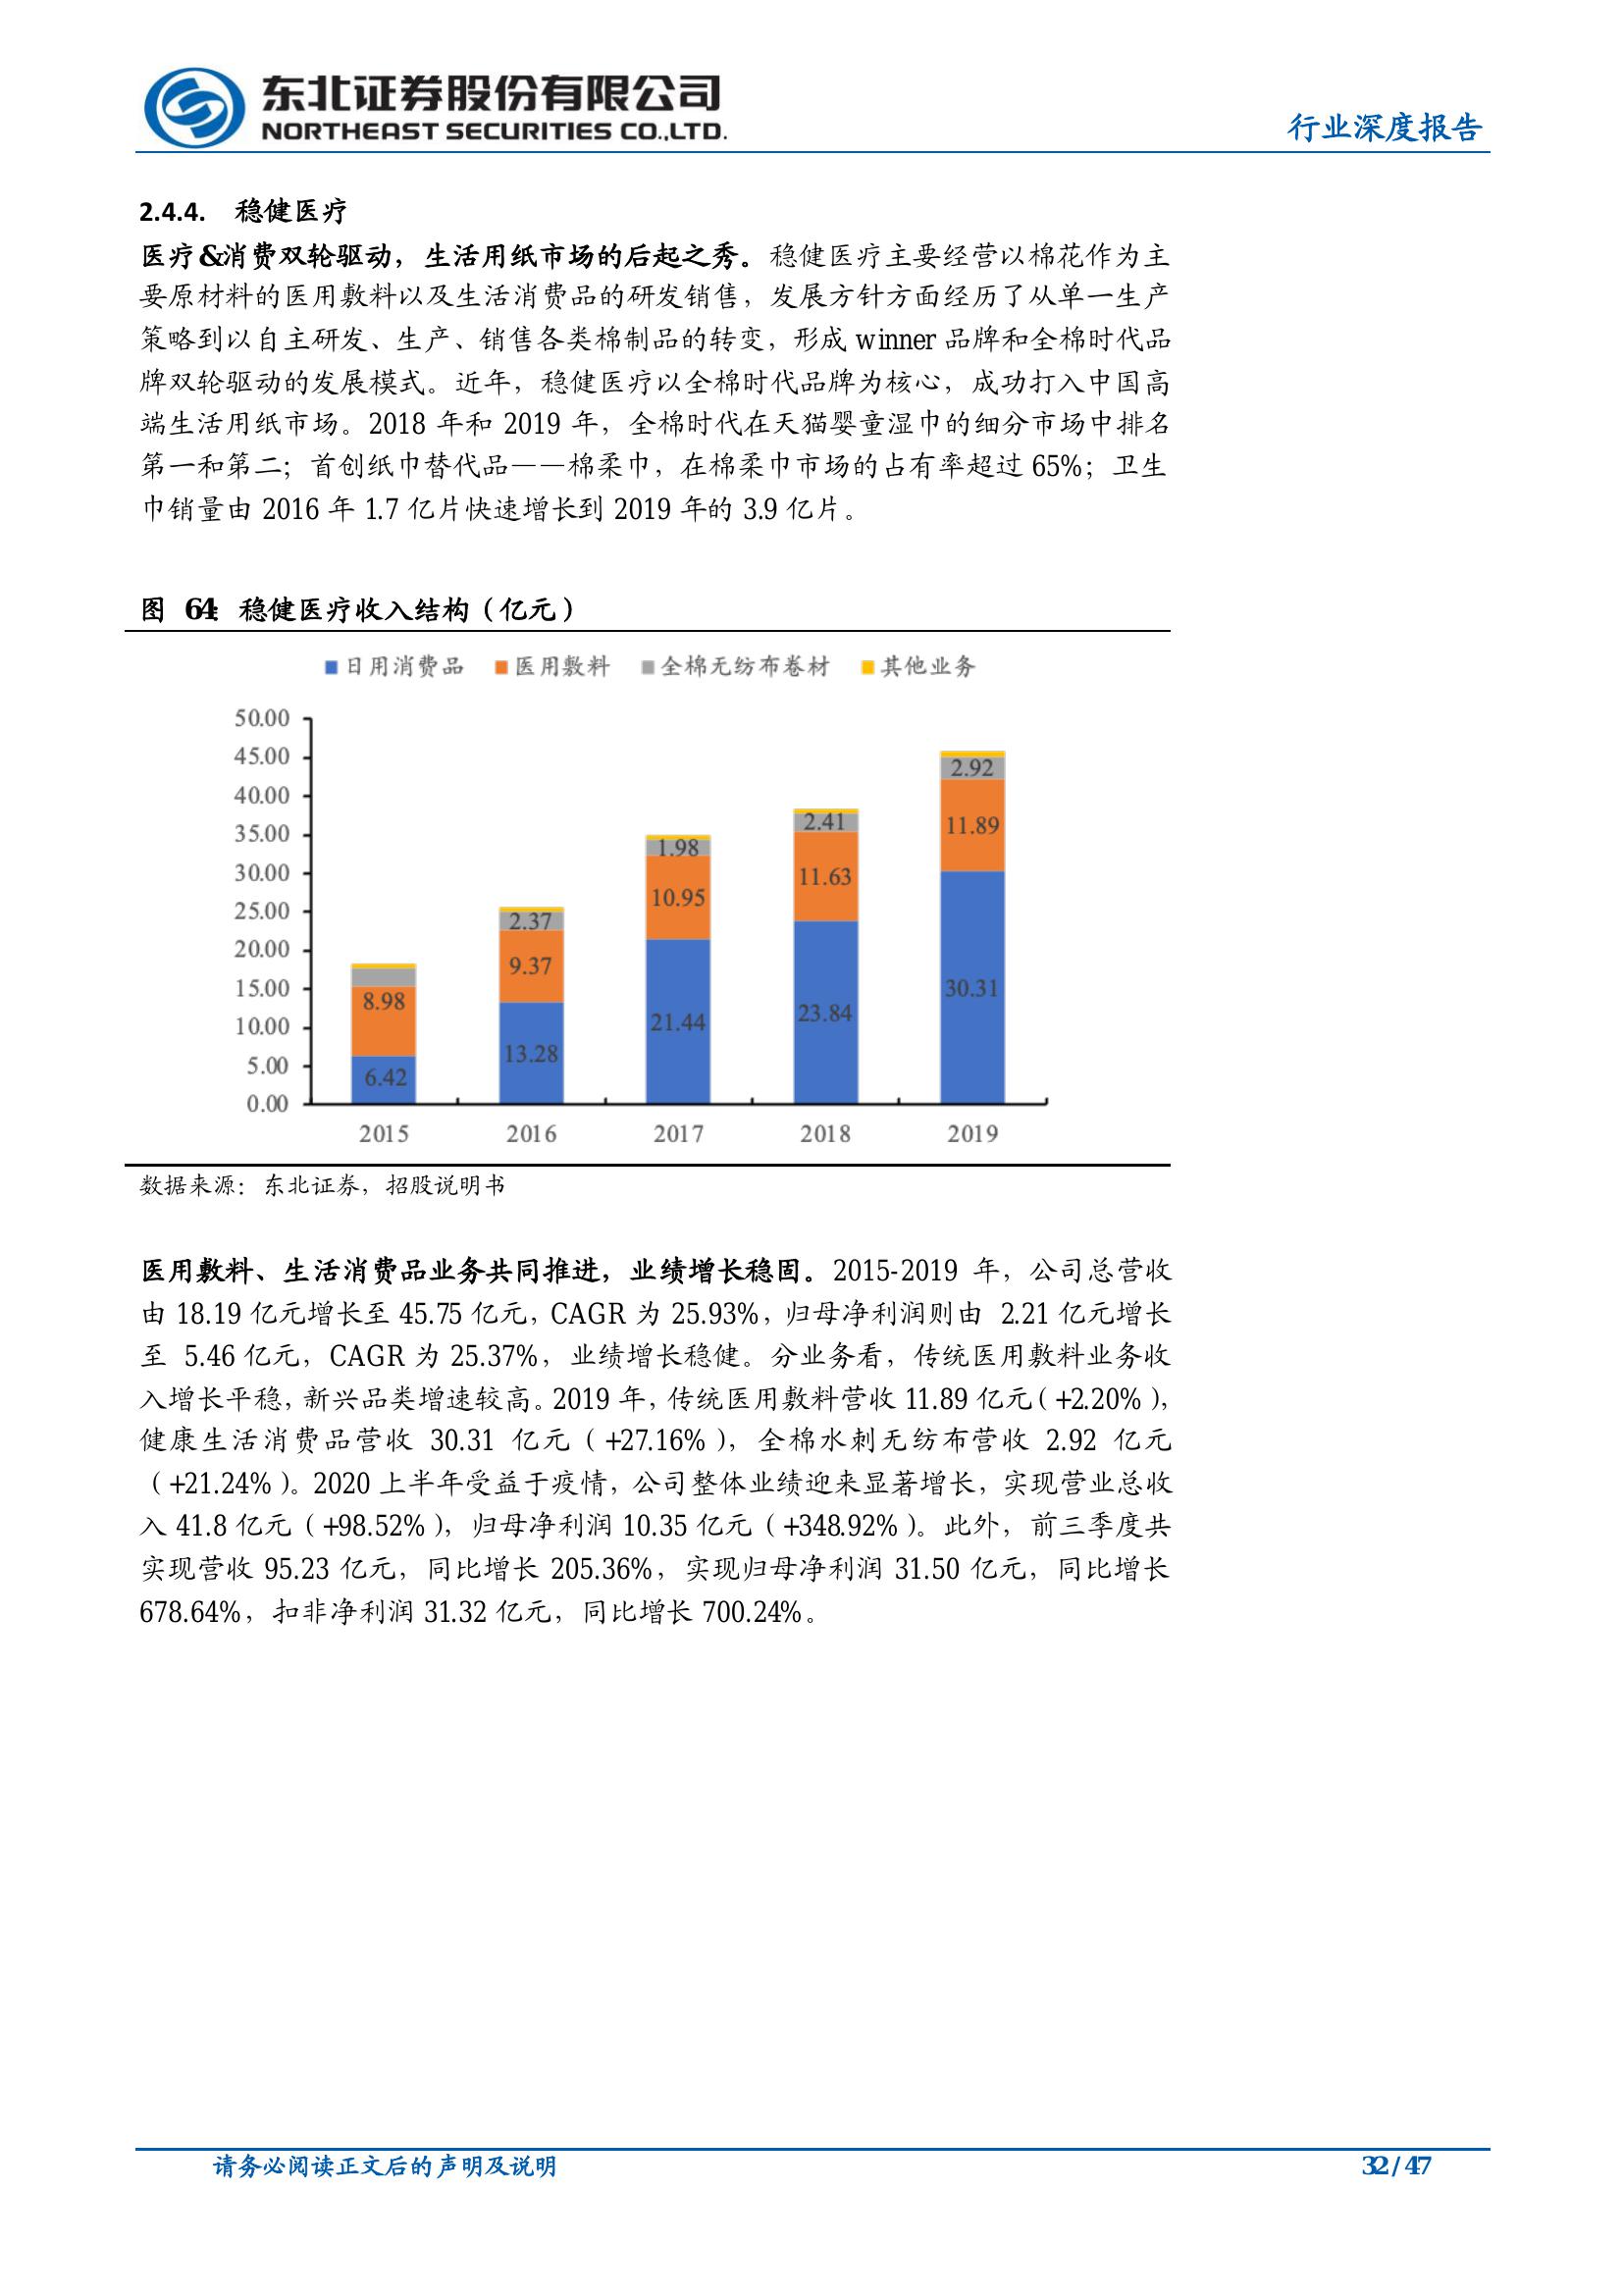 东北证券股份有限公司
NORTHEAST SECURITIES CO.,LTD.
行业深度报告
2.4.4. 稳健医疗
医疗&消费双轮驱动，生活用纸市场的后起之秀。稳健医疗主要经营以棉花作为主
要原材料的医用敷料以及生活消费品的研发销售，发展方针方面经历了从单一生产
策略到以自主研发、生产、销售各类棉制品的转变，形成 winner 品牌和全棉时代品
牌双轮驱动的发展模式。近年，稳健医疗以全棉时代品牌为核心，成功打入中国高
端生活用纸市场。2018 年和 2019 年，全棉时代在天猫婴童湿巾的细分市场中排名
第一和第二；首创纸巾替代品——棉柔巾，在棉柔巾市场的占有率超过 65%；卫生
巾销量由 2016 年 1.7 亿片快速增长到 2019 年的 3.9 亿片。
图 64：稳健医疗收入结构（亿元）
日用消费品 医用敷料 全棉无纺布卷材 其他业务
50.00
45.00
40.00
35.00
30.00
25.00
20.00
15.00
10.00
5.00
0.00
8.98
6.42
2.37
9.37
13.28
1.98
10.95
21.44
2.41
11.63
23.84
2.92
11.89
30.31
2015 2016 2017 2018 2019
数据来源：东北证券，招股说明书
医用敷料、生活消费品业务共同推进，业绩增长稳固。2015-2019 年，公司总营收
由 18.19 亿元增长至 45.75 亿元，CAGR 为 25.93%，归母净利润则由 2.21 亿元增长
至 5.46 亿元，CAGR 为 25.37%，业绩增长稳健。分业务看，传统医用敷料业务收
入增长平稳，新兴品类增速较高。2019 年，传统医用敷料营收 11.89 亿元（+2.20%），
健康生活消费品营收 30.31 亿元（+27.16%），全棉水刺无纺布营收 2.92 亿元
（+21.24%）。2020 上半年受益于疫情，公司整体业绩迎来显著增长，实现营业总收
入 41.8 亿元（+98.52%），归母净利润 10.35 亿元（+348.92%）。此外，前三季度共
实现营收 95.23 亿元，同比增长 205.36%，实现归母净利润 31.50 亿元，同比增长
678.64%，扣非净利润 31.32 亿元，同比增长 700.24%。
请务必阅读正文后的声明及说明
32 / 47